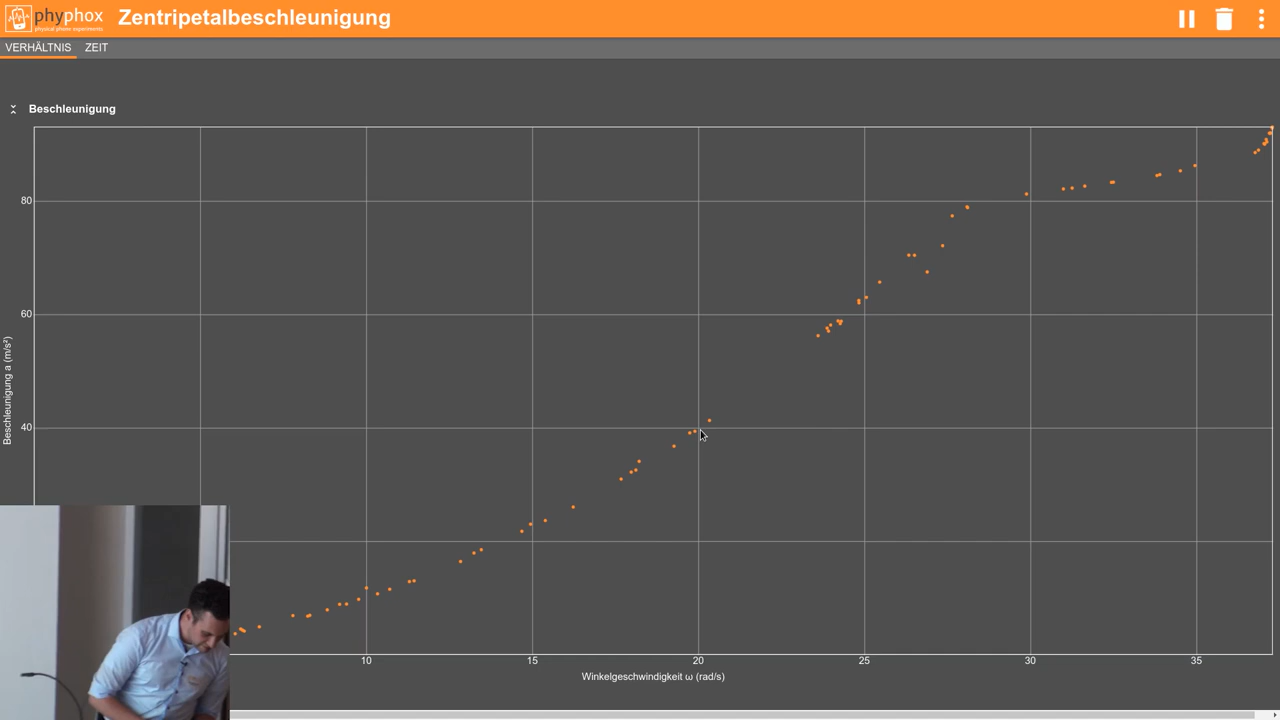 phyphox
physical phone experiments
Zentripetalbeschleunigung
VERHÄLTNIS ZEIT
Beschleunigung
80
60
40
Beschleunigung a (m/s²)
10 15 20 25 30 35
Winkelgeschwindigkeit ω (rad/s)